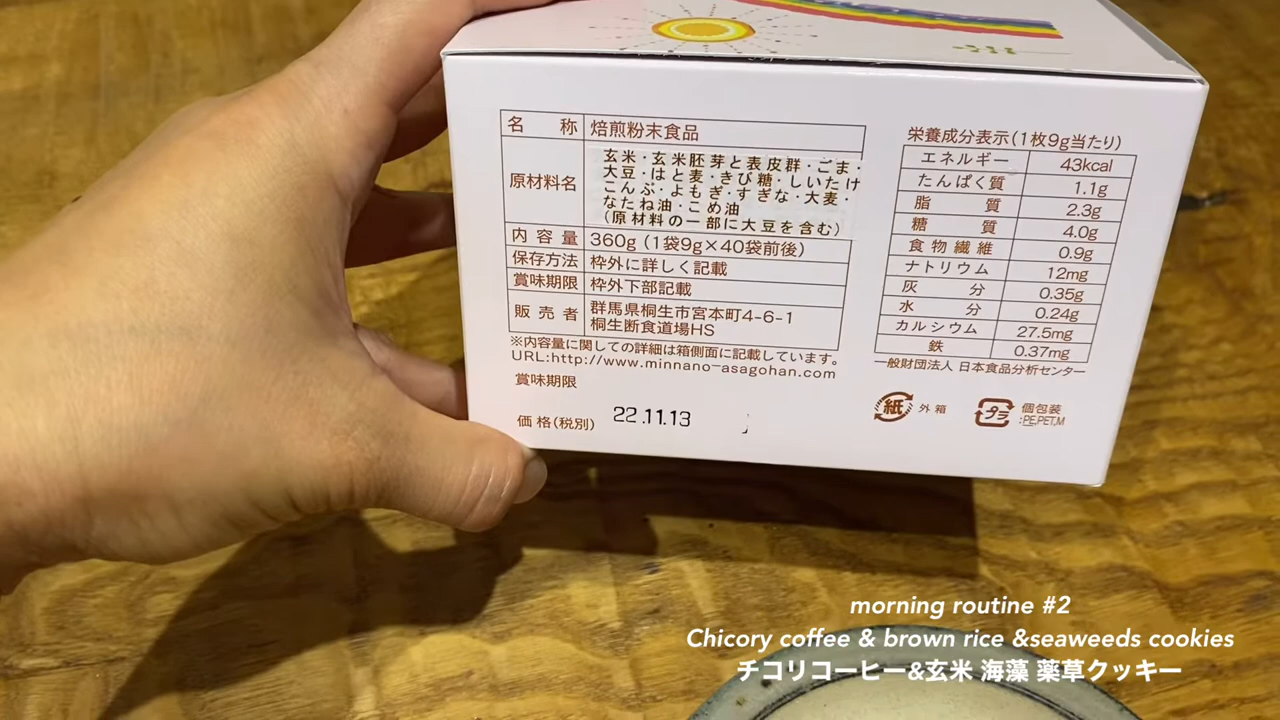 名称 焙煎粉末食品
原材料名 玄米・玄米胚芽と表皮群・ごま・
大豆・はと麦・きび糖・しいたけ
こんぶ・よもぎ・すぎな・大麦・
なたね油・こめ油
(原材料の一部に大豆を含む)
内容量 360g (1袋9g×40袋前後)
保存方法 枠外に詳しく記載
賞味期限 枠外下部記載
販売者 群馬県桐生市宮本町4-6-1
桐生断食道場HS
※内容量に関しての詳細は箱側面に記載しています。
URL:http://www.minnano-asagohan.com
賞味期限
価格(税別) 22.11.13
栄養成分表示(1枚9g当たり)
エネルギー 43kcal
たんぱく質 1.1g
脂質 2.3g
糖質 4.0g
食物繊維 0.9g
ナトリウム 12mg
灰分 0.35g
水分 0.24g
カルシウム 27.5mg
鉄 0.37mg
一般財団法人 日本食品分析センター
紙 外箱
プラ 個包装
:PE,PET,M
morning routine #2
Chicory coffee & brown rice &seaweeds cookies
チコリコーヒー&玄米 海藻 薬草クッキー